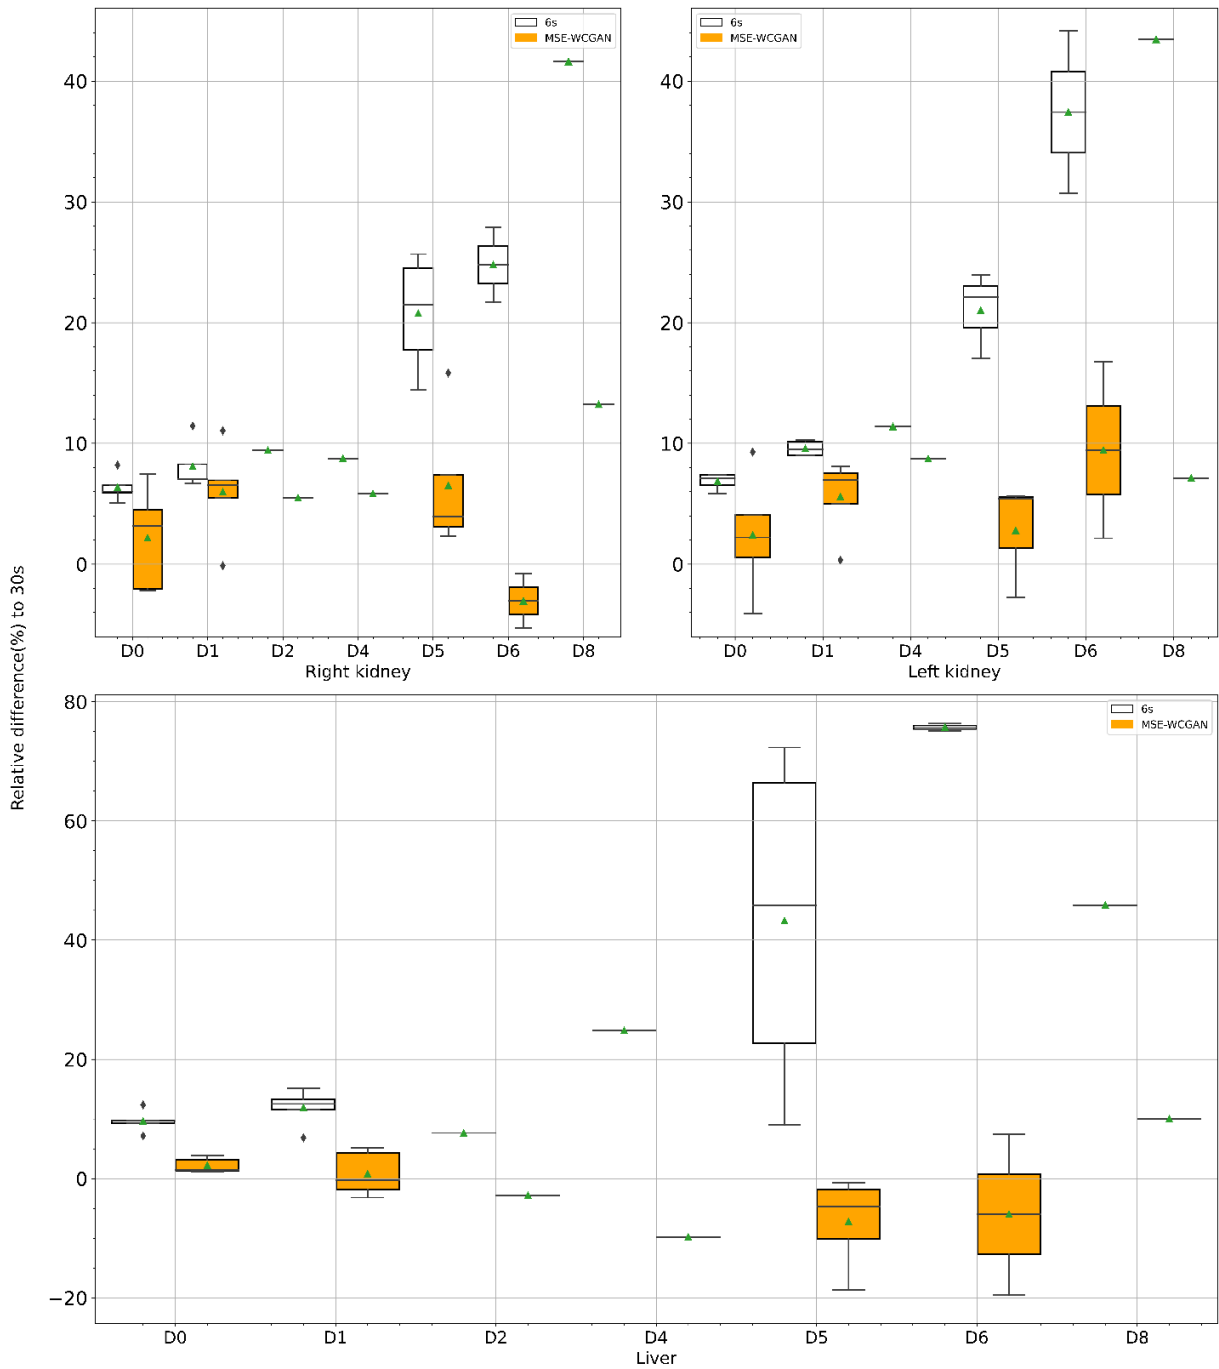 6s
MSE-WCGAN
40
30
20
10
0
D0 D1 D2 D4 D5 D6 D8
Right kidney
6s
MSE-WCGAN
40
30
20
10
0
D0 D1 D4 D5 D6 D8
Left kidney
Relative difference(%) to 30s
6s
MSE-WCGAN
80
60
40
20
0
−20
D0 D1 D2 D4 D5 D6 D8
Liver